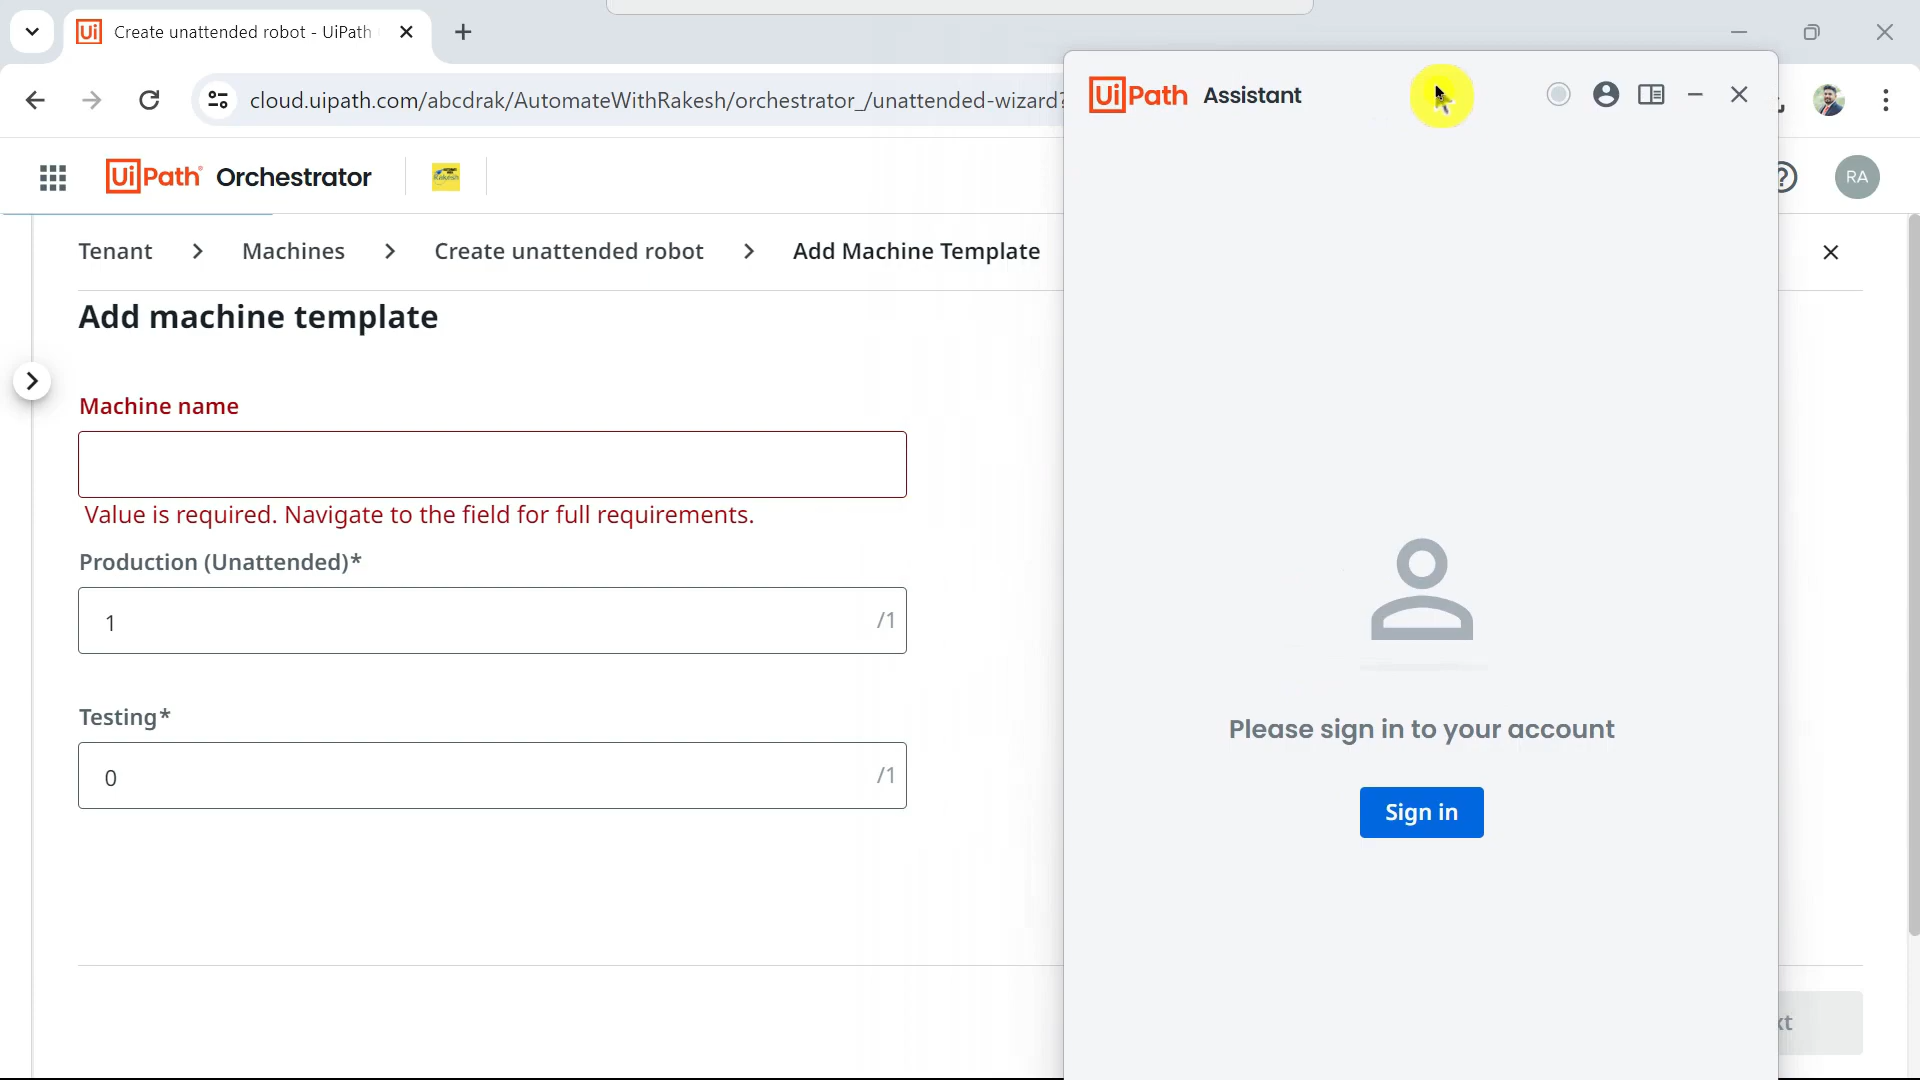 Create unattended robot - UiPath
cloud.uipath.com/abcdrak/AutomateWithRakesh/orchestrator_/unattended-wizard?
UiPath Assistant
UiPath Orchestrator
RA
Tenant > Machines > Create unattended robot > Add Machine Template
Add machine template
Machine name
Value is required. Navigate to the field for full requirements.
Production (Unattended)*
1 /1
Testing*
0 /1
Please sign in to your account
Sign in
xt